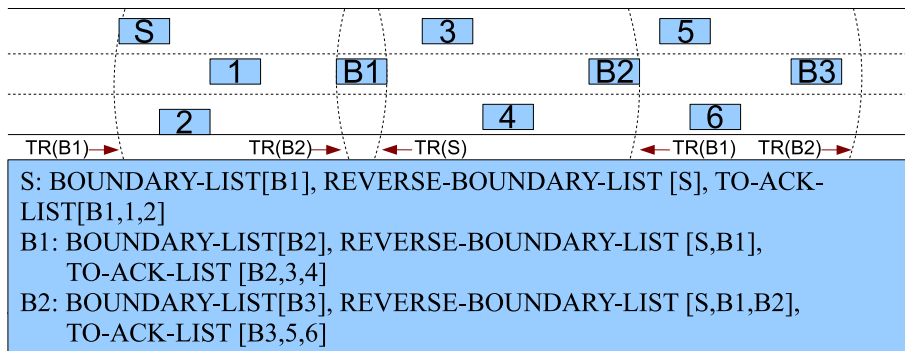 S 3 5
1 B1 B2 B3
2 4 6
TR(B1) TR(B2) TR(S) TR(B1) TR(B2)
S: BOUNDARY-LIST[B1], REVERSE-BOUNDARY-LIST [S], TO-ACK-
LIST[B1,1,2]
B1: BOUNDARY-LIST[B2], REVERSE-BOUNDARY-LIST [S,B1],
TO-ACK-LIST [B2,3,4]
B2: BOUNDARY-LIST[B3], REVERSE-BOUNDARY-LIST [S,B1,B2],
TO-ACK-LIST [B3,5,6]